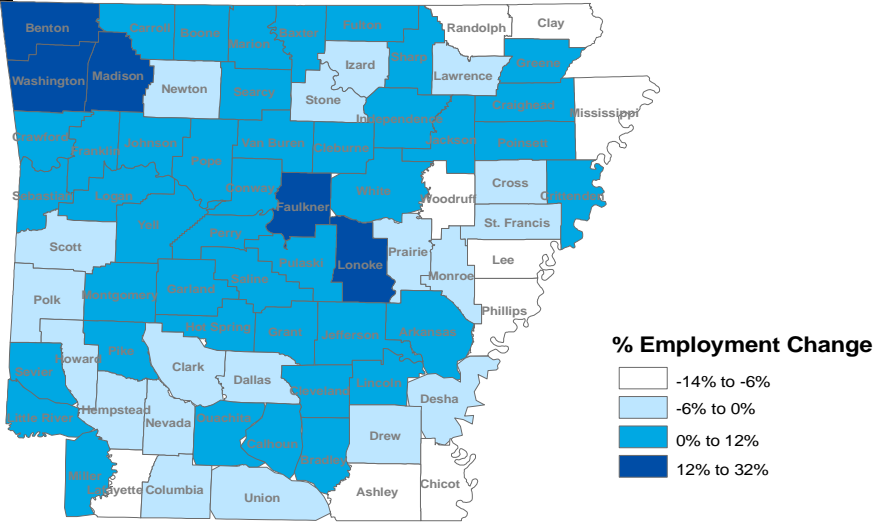 Benton
Carroll
Boone
Marion
Baxter
Fulton
Randolph
Clay
Washington
Madison
Newton
Searcy
Izard
Sharp
Lawrence
Greene
Stone
Independence
Jackson
Craighead
Mississippi
Poinsett
Crawford
Franklin
Johnson
Pope
Van Buren
Cleburne
Sebastian
Logan
Conway
Faulkner
White
Woodruff
Cross
Crittenden
Yell
Perry
Scott
Pulaski
Lonoke
Prairie
St. Francis
Lee
Monroe
Polk
Montgomery
Garland
Saline
Phillips
Hot Spring
Grant
Jefferson
Arkansas
Sevier
Howard
Pike
Clark
Dallas
Cleveland
Lincoln
Desha
Little River
Hempstead
Nevada
Ouachita
Calhoun
Bradley
Drew
Miller
Lafayette
Columbia
Union
Ashley
Chicot
% Employment Change
-14% to -6%
-6% to 0%
0% to 12%
12% to 32%